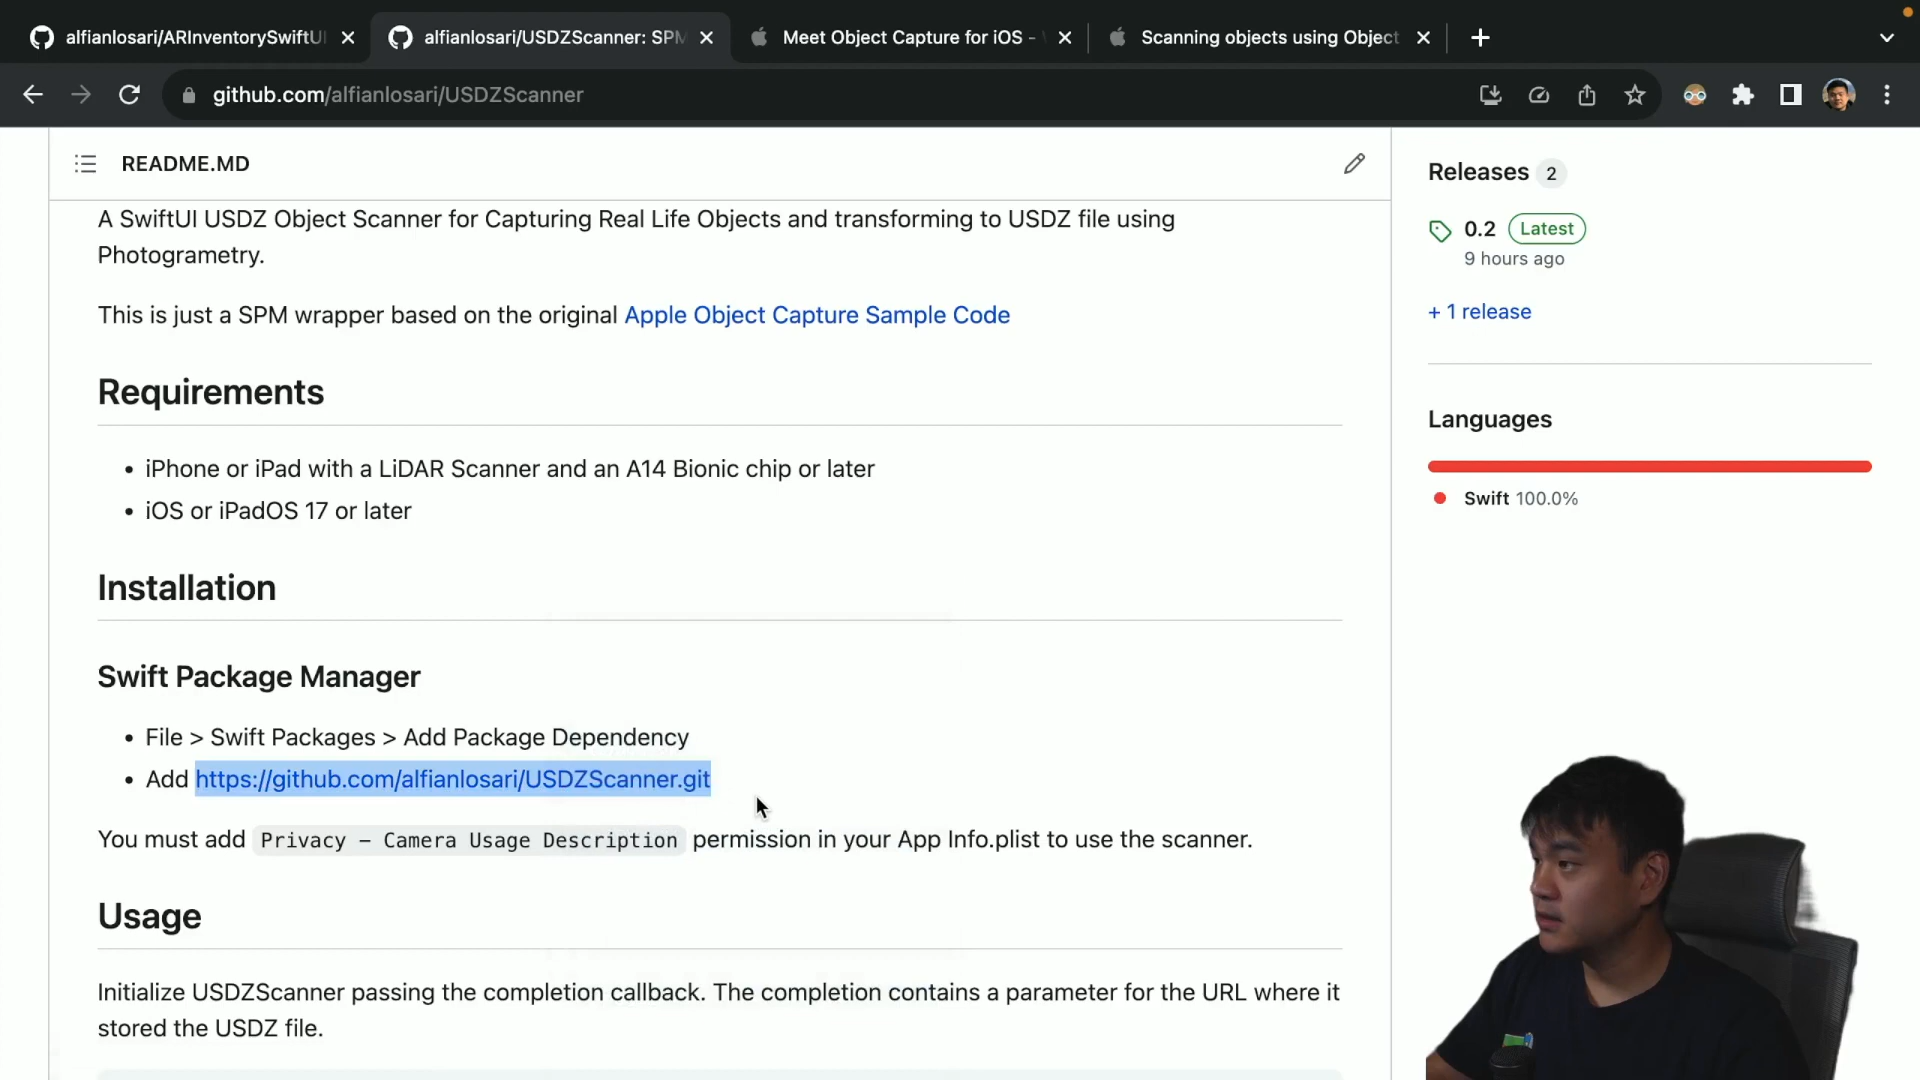 alfianlosari/ARInventorySwiftUI
alfianlosari/USDZScanner: SPM
Meet Object Capture for iOS -
Scanning objects using Object
github.com/alfianlosari/USDZScanner
README.MD
A SwiftUI USDZ Object Scanner for Capturing Real Life Objects and transforming to USDZ file using
Photogrametry.
This is just a SPM wrapper based on the original Apple Object Capture Sample Code
Requirements
• iPhone or iPad with a LiDAR Scanner and an A14 Bionic chip or later
• iOS or iPadOS 17 or later
Installation
Swift Package Manager
• File > Swift Packages > Add Package Dependency
• Add https://github.com/alfianlosari/USDZScanner.git
You must add Privacy – Camera Usage Description permission in your App Info.plist to use the scanner.
Usage
Initialize USDZScanner passing the completion callback. The completion contains a parameter for the URL where it
stored the USDZ file.
Releases 2
0.2 Latest
9 hours ago
+ 1 release
Languages
Swift 100.0%